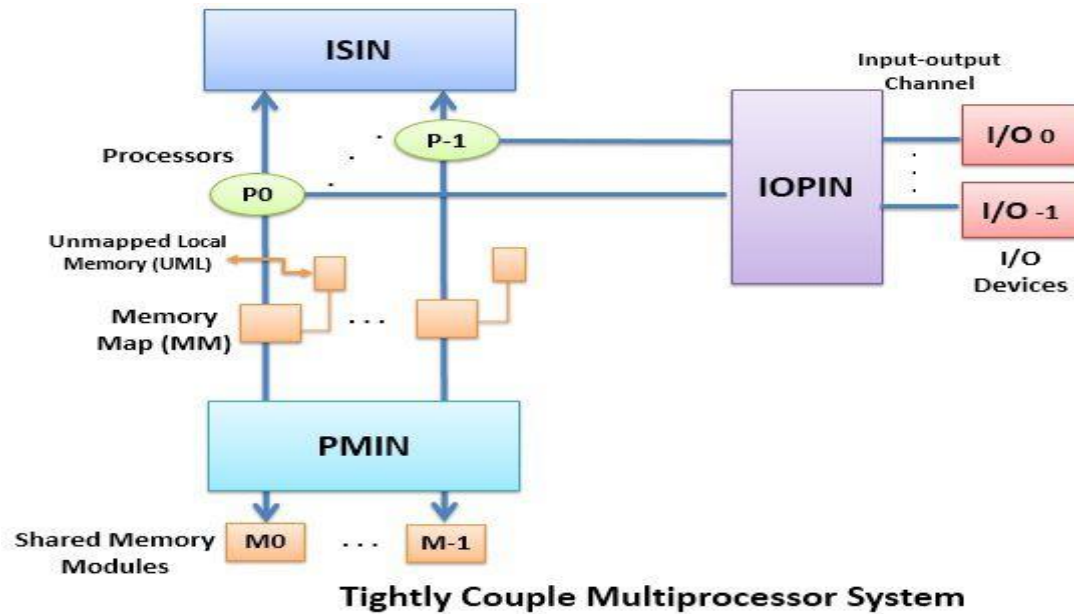 ISIN
Input-output
Channel
P-1
I/O 0
Processors
P0
IOPIN
I/O -1
Unmapped Local
Memory (UML)
I/O
Devices
Memory
Map (MM)
. . .
PMIN
Shared Memory
Modules
M0
. . .
M-1
Tightly Couple Multiprocessor System